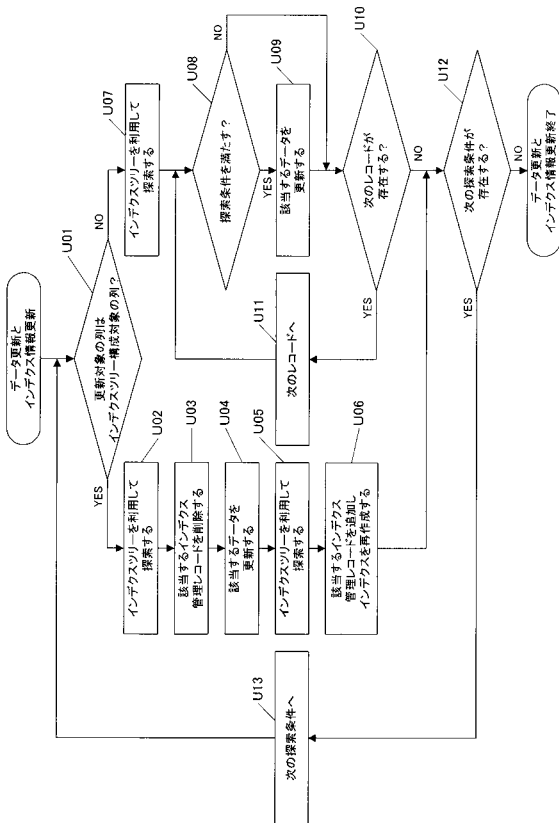 データ更新と
インデクス情報更新
U01
更新対象の列は
インデクスツリー構成対象の列?
YES
NO
U02
インデクスツリーを利用して
探索する
U03
該当するインデクス
管理レコードを削除する
U04
該当するデータを
更新する
U05
インデクスツリーを利用して
探索する
U06
該当するインデクス
管理レコードを追加し
インデクスを再作成する
U07
インデクスツリーを利用して
探索する
U08
探索条件を満たす?
NO
YES
U09
該当するデータを
更新する
U10
次のレコードが
存在する?
YES
NO
U11
次のレコードへ
U12
次の探索条件が
存在する?
YES
NO
U13
次の探索条件へ
データ更新と
インデクス情報更新終了